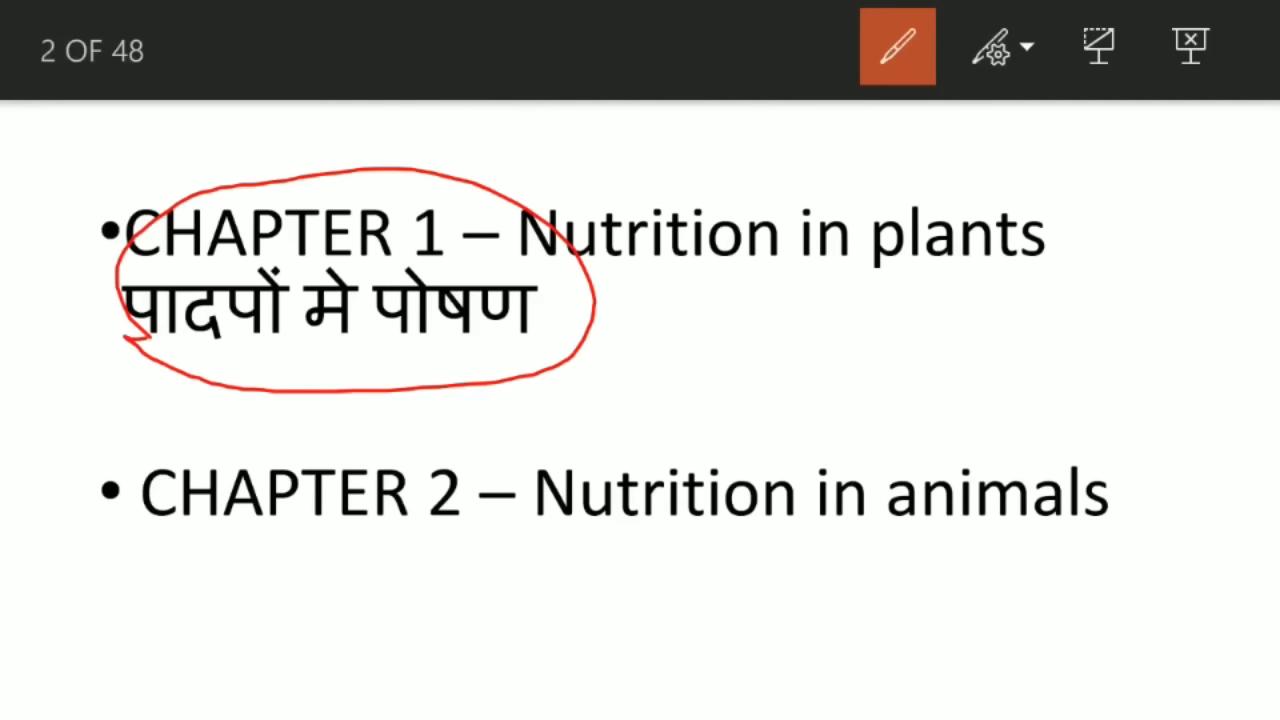 2 OF 48
•CHAPTER 1 – Nutrition in plants
पादपों मे पोषण
• CHAPTER 2 – Nutrition in animals